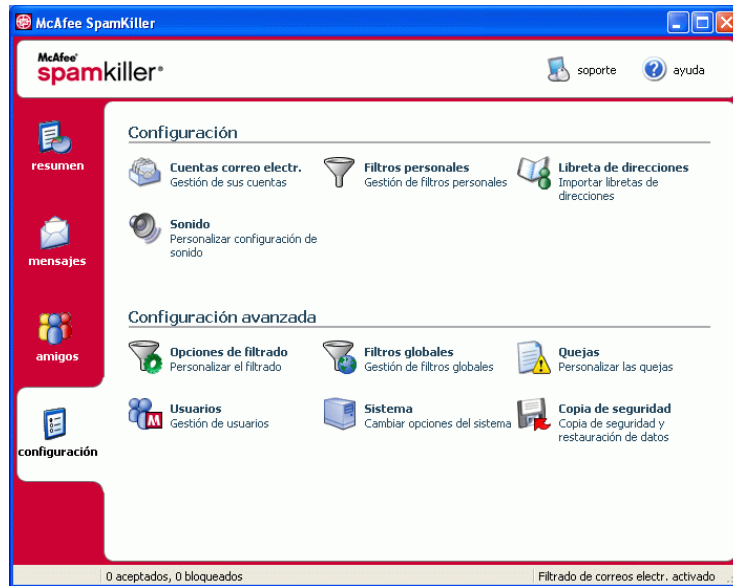 McAfee SpamKiller
McAfee®
spamkiller®
soporte
ayuda
resumen
mensajes
amigos
configuración
Configuración
Cuentas correo electr.
Gestión de sus cuentas
Filtros personales
Gestión de filtros personales
Libreta de direcciones
Importar libretas de
direcciones
Sonido
Personalizar configuración de
sonido
Configuración avanzada
Opciones de filtrado
Personalizar el filtrado
Filtros globales
Gestión de filtros globales
Quejas
Personalizar las quejas
Usuarios
Gestión de usuarios
Sistema
Cambiar opciones del sistema
Copia de seguridad
Copia de seguridad y
restauración de datos
0 aceptados, 0 bloqueados
Filtrado de correos electr. activado